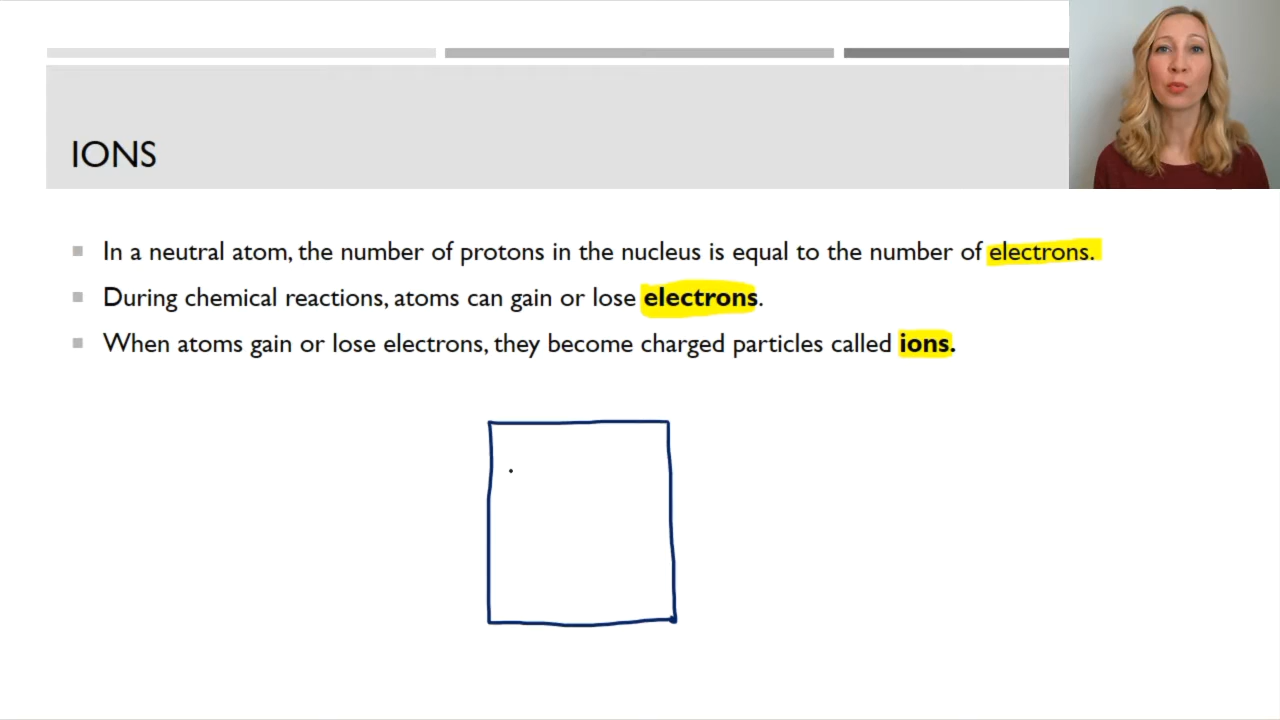 IONS
In a neutral atom, the number of protons in the nucleus is equal to the number of electrons.
During chemical reactions, atoms can gain or lose electrons.
When atoms gain or lose electrons, they become charged particles called ions.